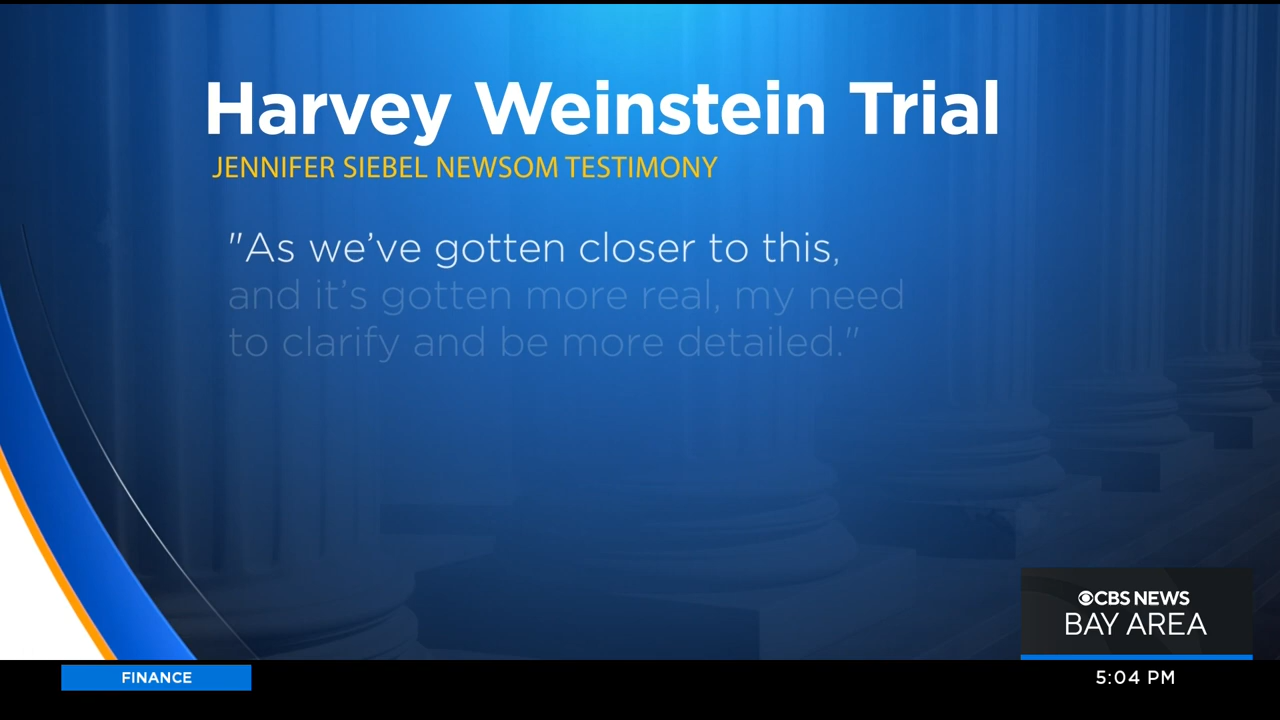 Harvey Weinstein Trial
JENNIFER SIEBEL NEWSOM TESTIMONY
"As we’ve gotten closer to this,
and it’s gotten more real, my need
to clarify and be more detailed."
CBS NEWS
BAY AREA
FINANCE
5:04 PM